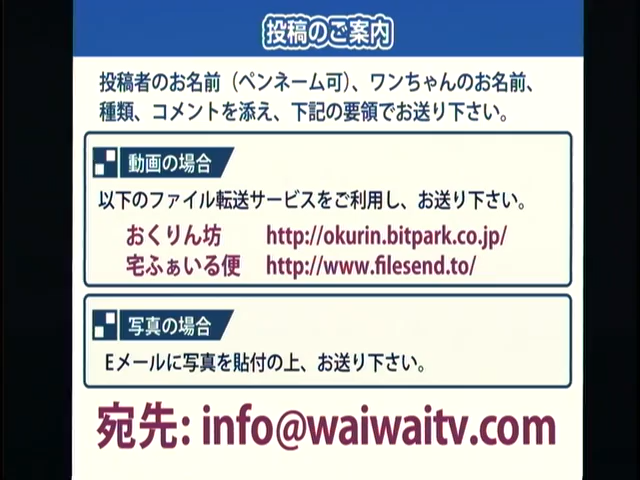 投稿のご案内
投稿者のお名前（ペンネーム可）、ワンちゃんのお名前、
種類、コメントを添え、下記の要領でお送り下さい。
動画の場合
以下のファイル転送サービスをご利用し、お送り下さい。
おくりん坊 http://okurin.bitpark.co.jp/
宅ふぁいる便 http://www.filesend.to/
写真の場合
Eメールに写真を貼付の上、お送り下さい。
宛先: info@waiwaitv.com